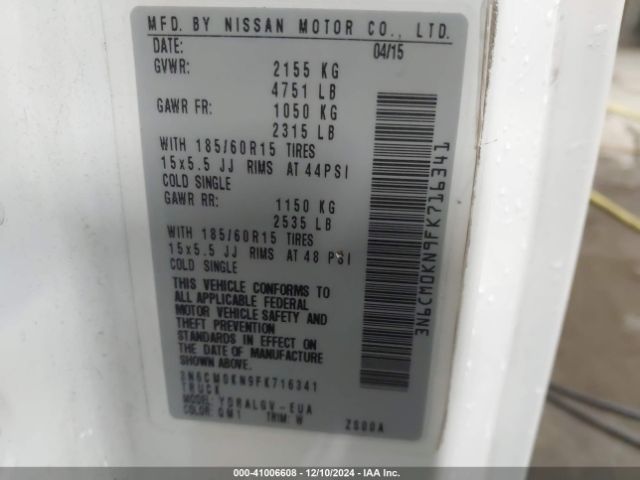 MFD. BY NISSAN MOTOR CO., LTD.
DATE: 04/15
GVWR: 2155 KG
4751 LB
GAWR FR: 1050 KG
2315 LB
WITH 185/60R15 TIRES
15x5.5 JJ RIMS AT 44PSI
COLD SINGLE
GAWR RR: 1150 KG
2535 LB
WITH 185/60R15 TIRES
15x5.5 JJ RIMS AT 48 PSI
COLD SINGLE
THIS VEHICLE CONFORMS TO
ALL APPLICABLE FEDERAL
MOTOR VEHICLE SAFETY AND
THEFT PREVENTION
STANDARDS IN EFFECT ON
THE DATE OF MANUFACTURE
SHOWN ABOVE.
3N6CM0KN9FK716341
TRUCK
MODEL: YDRALGV-EUA
COLOR: QM1 TRIM: W ZS00A
3N6CM0KN9FK716341
000-41006608 - 12/10/2024 - IAA Inc.